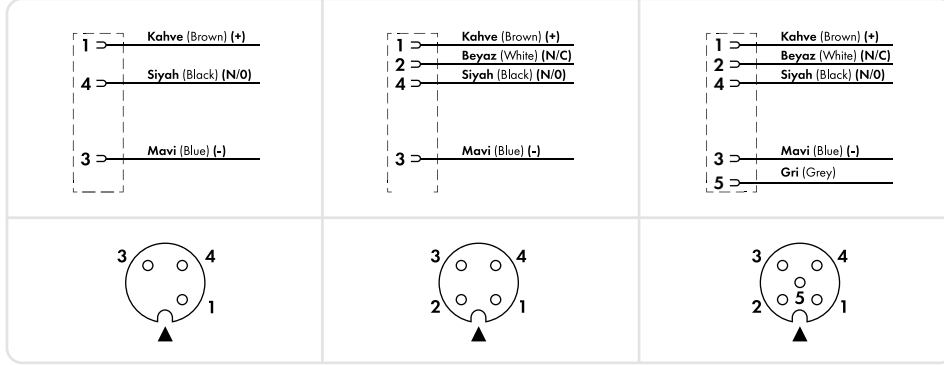 1 Kahve (Brown) (+)
4 Siyah (Black) (N/0)
3 Mavi (Blue) (-)
1 Kahve (Brown) (+)
2 Beyaz (White) (N/C)
4 Siyah (Black) (N/0)
3 Mavi (Blue) (-)
1 Kahve (Brown) (+)
2 Beyaz (White) (N/C)
4 Siyah (Black) (N/0)
3 Mavi (Blue) (-)
5 Gri (Grey)
3 4
1
3 4
2 1
3 4
2 5 1